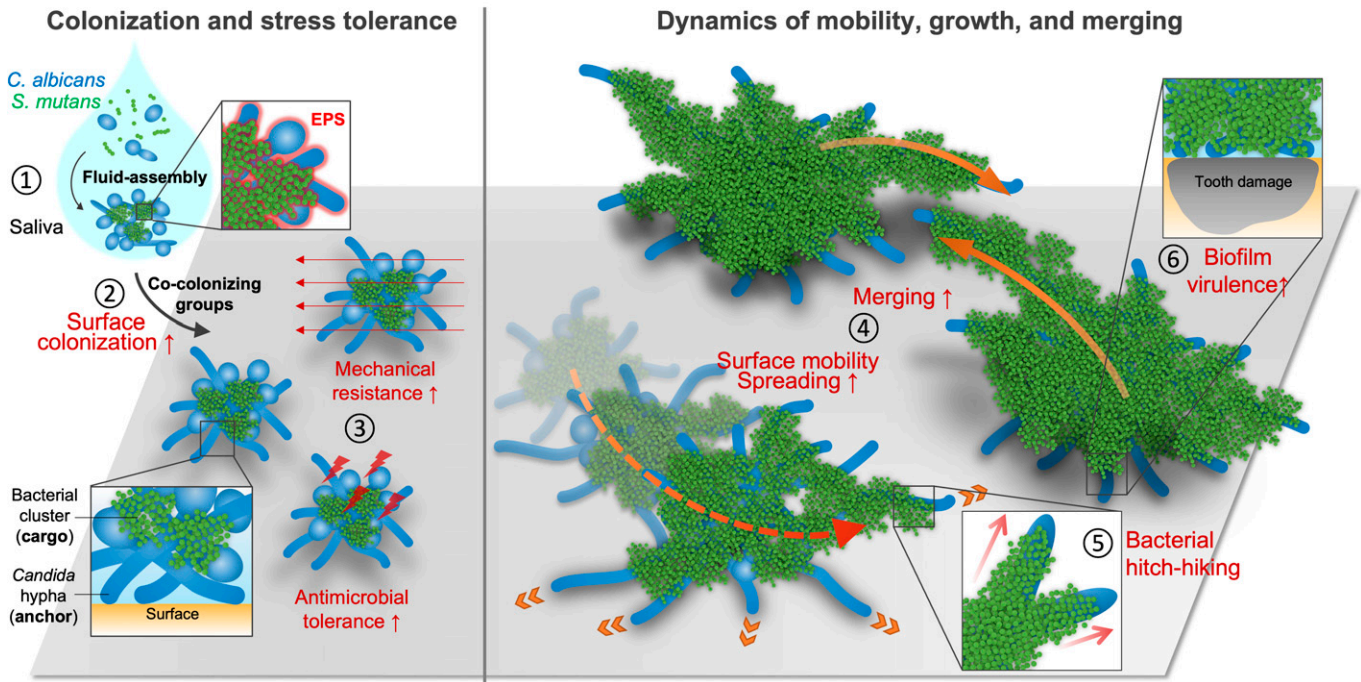 Colonization and stress tolerance
C. albicans
S. mutans
EPS
①
Fluid-assembly
Saliva
②
Co-colonizing
groups
Surface
colonization ↑
Mechanical
resistance ↑
③
Bacterial
cluster
(cargo)
Candida
hypha
(anchor)
Surface
Antimicrobial
tolerance ↑
Dynamics of mobility, growth, and merging
Tooth damage
⑥
Biofilm
virulence↑
Merging ↑
④
Surface mobility
Spreading ↑
⑤
Bacterial
hitch-hiking